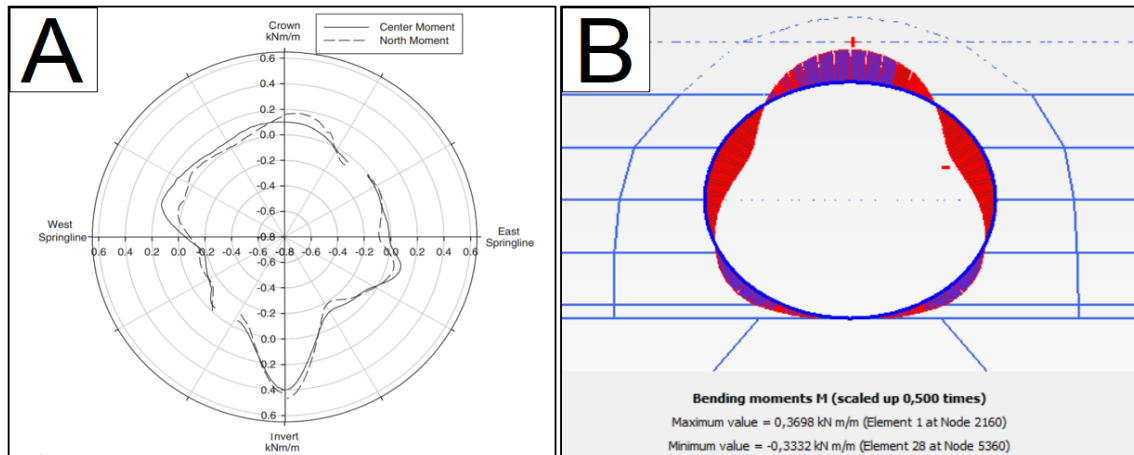 A
Crown
kNm/m
Center Moment
North Moment
0.6
0.4
0.2
0.0
-0.2
-0.4
-0.6
-0.8
West
Springline
East
Springline
0.6 0.4 0.2 0.0 -0.2 -0.4 -0.6 -0.8 -0.6 -0.4 -0.2 0.0 0.2 0.4 0.6
-0.6
-0.4
-0.2
0.0
0.2
0.4
0.6
Invert
kNm/m
B
+
-
Bending moments M (scaled up 0,500 times)
Maximum value = 0,3698 kN m/m (Element 1 at Node 2160)
Minimum value = -0,3332 kN m/m (Element 28 at Node 5360)